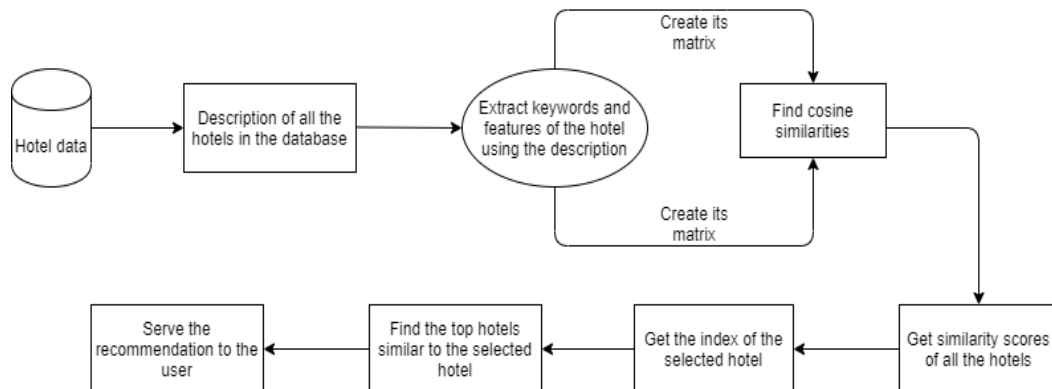 Create its
matrix
Hotel data
Description of all the
hotels in the database
Extract keywords and
features of the hotel
using the description
Find cosine
similarities
Create its
matrix
Serve the
recommendation to the
user
Find the top hotels
similar to the selected
hotel
Get the index of the
selected hotel
Get similarity scores
of all the hotels